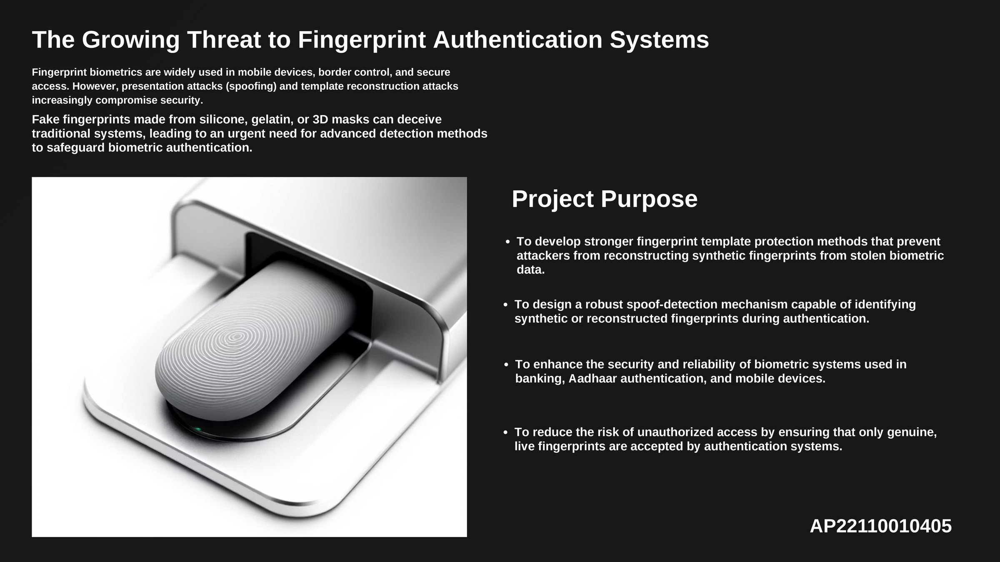 The Growing Threat to Fingerprint Authentication Systems
Fingerprint biometrics are widely used in mobile devices, border control, and secure
access. However, presentation attacks (spoofing) and template reconstruction attacks
increasingly compromise security.
Fake fingerprints made from silicone, gelatin, or 3D masks can deceive
traditional systems, leading to an urgent need for advanced detection methods
to safeguard biometric authentication.
Project Purpose
• To develop stronger fingerprint template protection methods that prevent
attackers from reconstructing synthetic fingerprints from stolen biometric
data.
• To design a robust spoof-detection mechanism capable of identifying
synthetic or reconstructed fingerprints during authentication.
• To enhance the security and reliability of biometric systems used in
banking, Aadhaar authentication, and mobile devices.
• To reduce the risk of unauthorized access by ensuring that only genuine,
live fingerprints are accepted by authentication systems.
AP22110010405